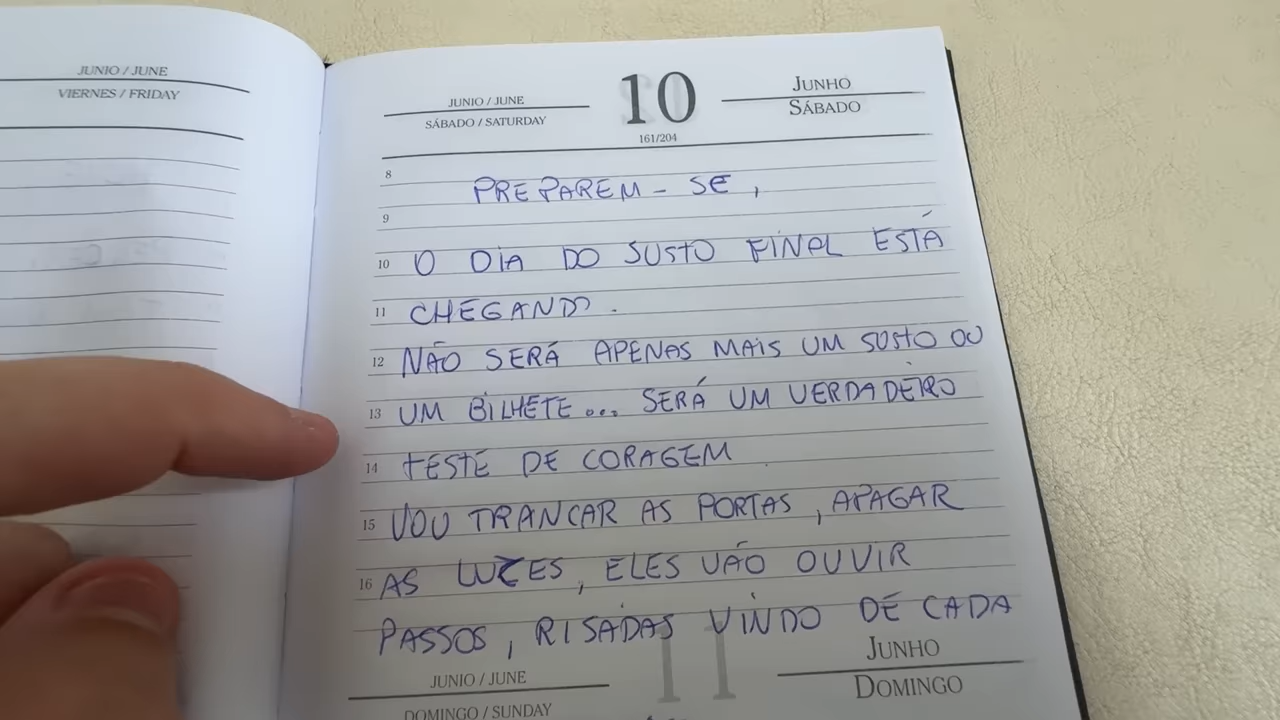 JUNIO / JUNE
VIERNES / FRIDAY
JUNIO / JUNE
SÁBADO / SATURDAY
10
161/204
JUNHO
SÁBADO
8
PREPAREM-SE,
9
10 O DIA DO SUSTO FINAL ESTÁ
11 CHEGANDO.
12 NÃO SERÁ APENAS MAIS UM SUSTO OU
13 UM BILHETE... SERÁ UM VERDADEIRO
14 TESTE DE CORAGEM
15 VOU TRANCAR AS PORTAS, APAGAR
16 AS LUZES, ELES VÃO OUVIR
PASSOS, RISADAS VINDO DE CADA
JUNIO / JUNE
DOMINGO / SUNDAY
11
JUNHO
DOMINGO